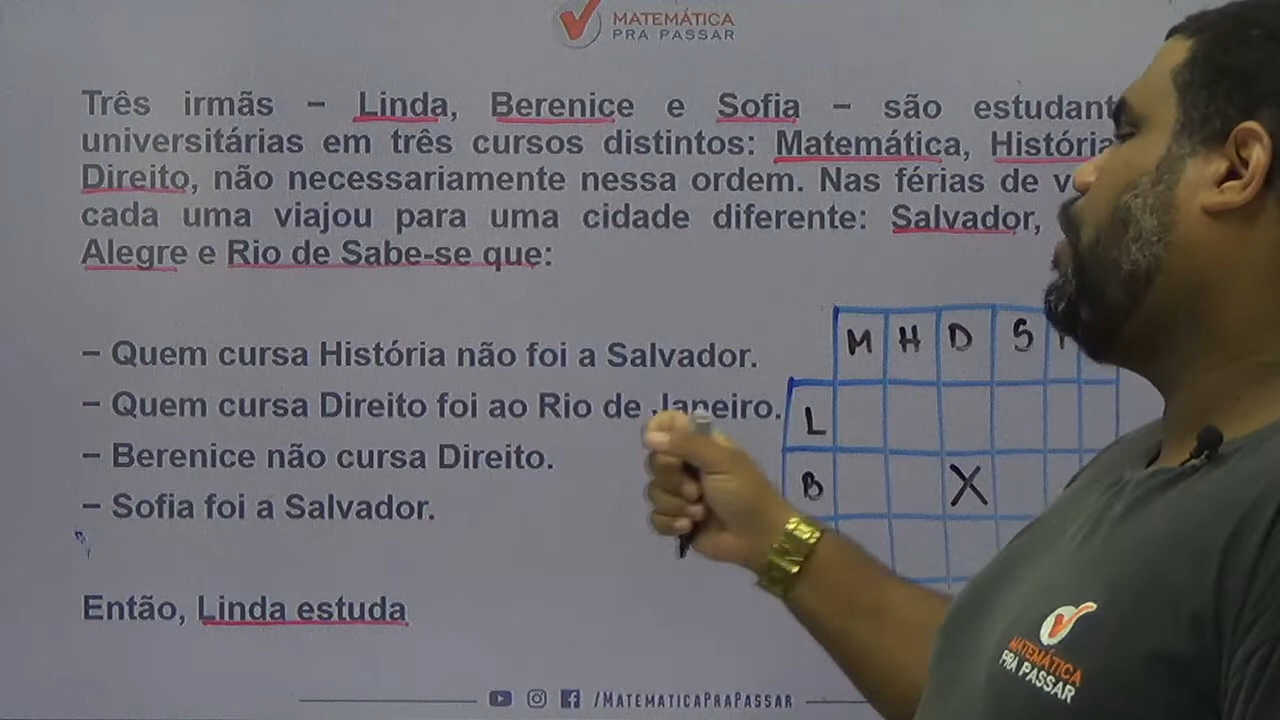 MATEMÁTICA
PRA PASSAR
Três irmãs – Linda, Berenice e Sofia – são
universitárias em três cursos distintos: Matemática, História
Direito, não necessariamente nessa ordem. Nas férias de
cada uma viajou para uma cidade diferente: Salvador,
Alegre e Rio de Sabe-se que:
– Quem cursa História não foi a Salvador.
– Quem cursa Direito foi ao Rio de Janeiro.
– Berenice não cursa Direito.
– Sofia foi a Salvador.
Então, Linda estuda
M H D S
L
B X
/MATEMATICAPRAPASSAR
MATEMÁTICA
PRA PASSAR